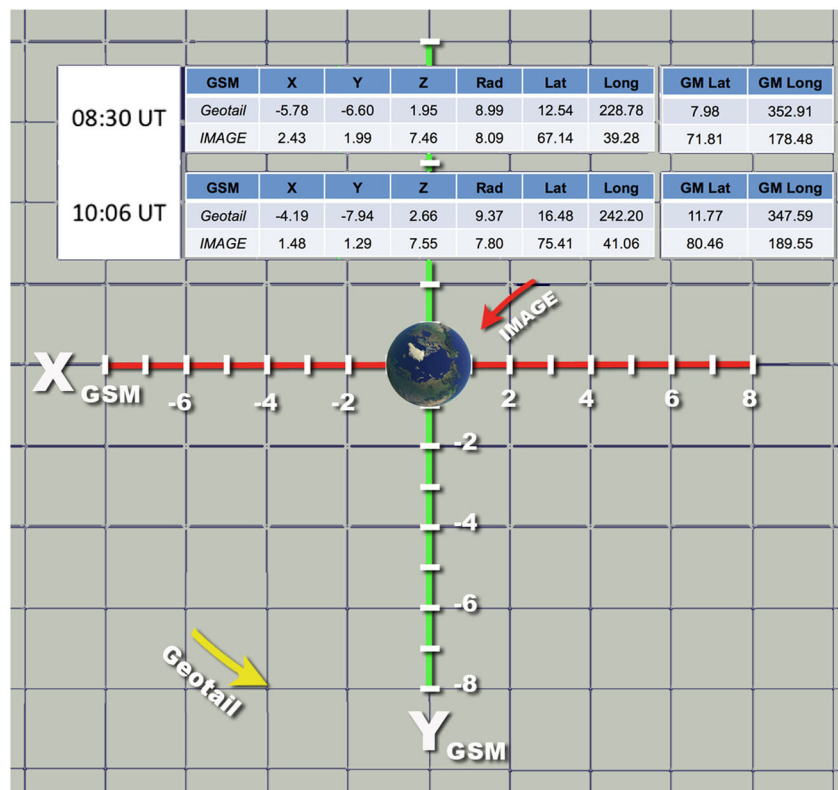 GSM X Y Z Rad Lat Long GM Lat GM Long
08:30 UT
Geotail -5.78 -6.60 1.95 8.99 12.54 228.78 7.98 352.91
IMAGE 2.43 1.99 7.46 8.09 67.14 39.28 71.81 178.48
GSM X Y Z Rad Lat Long GM Lat GM Long
10:06 UT
Geotail -4.19 -7.94 2.66 9.37 16.48 242.20 11.77 347.59
IMAGE 1.48 1.29 7.55 7.80 75.41 41.06 80.46 189.55
IMAGE
X GSM
-6 -4 -2 2 4 6 8
-2
-4
-6
Geotail
-8
Y GSM